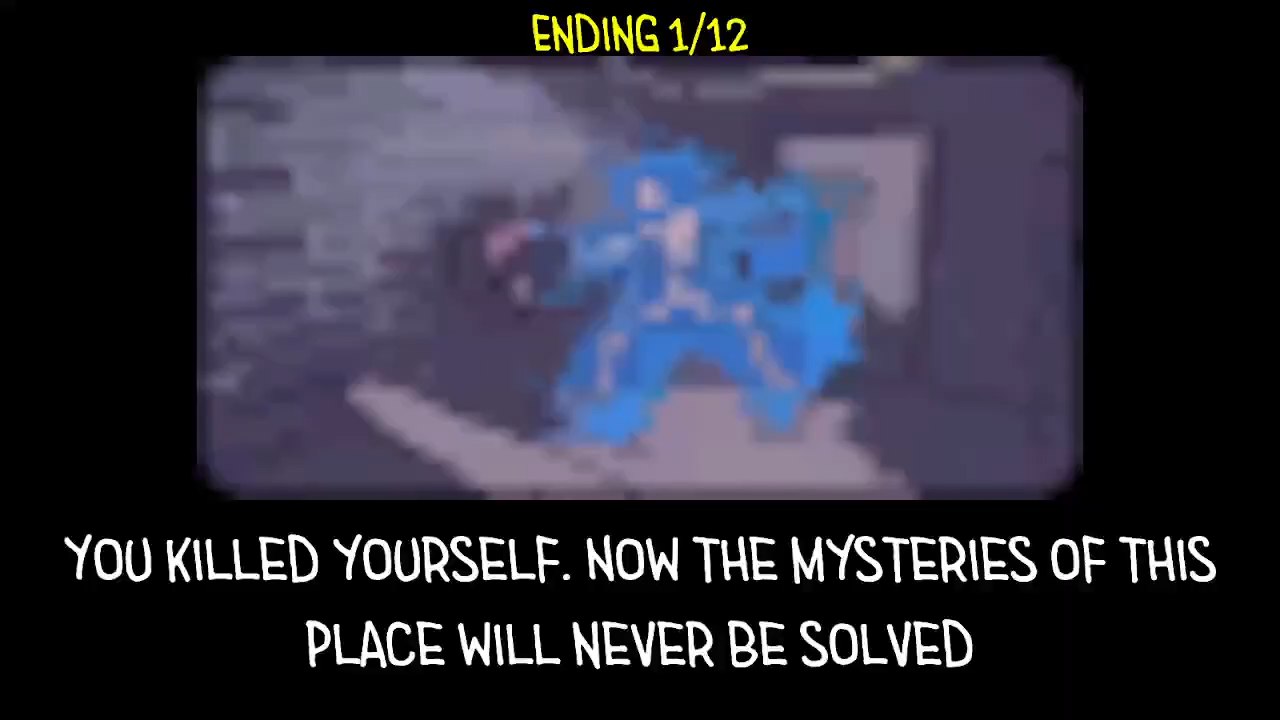 ENDING 1/12
YOU KILLED YOURSELF. NOW THE MYSTERIES OF THIS
PLACE WILL NEVER BE SOLVED